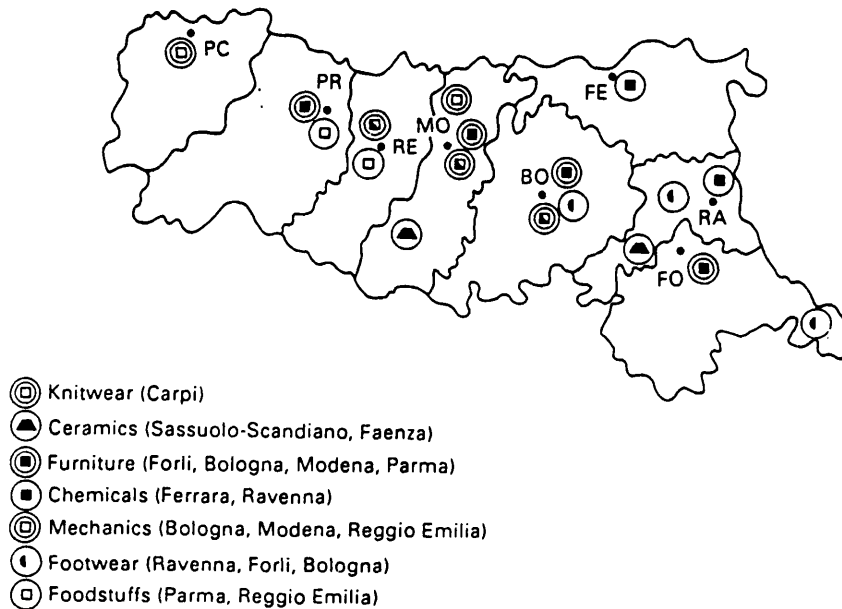 PC
PR
FE
MO
RE
BO
RA
FO
Knitwear (Carpi)
Ceramics (Sassuolo-Scandiano, Faenza)
Furniture (Forli, Bologna, Modena, Parma)
Chemicals (Ferrara, Ravenna)
Mechanics (Bologna, Modena, Reggio Emilia)
Footwear (Ravenna, Forli, Bologna)
Foodstuffs (Parma, Reggio Emilia)